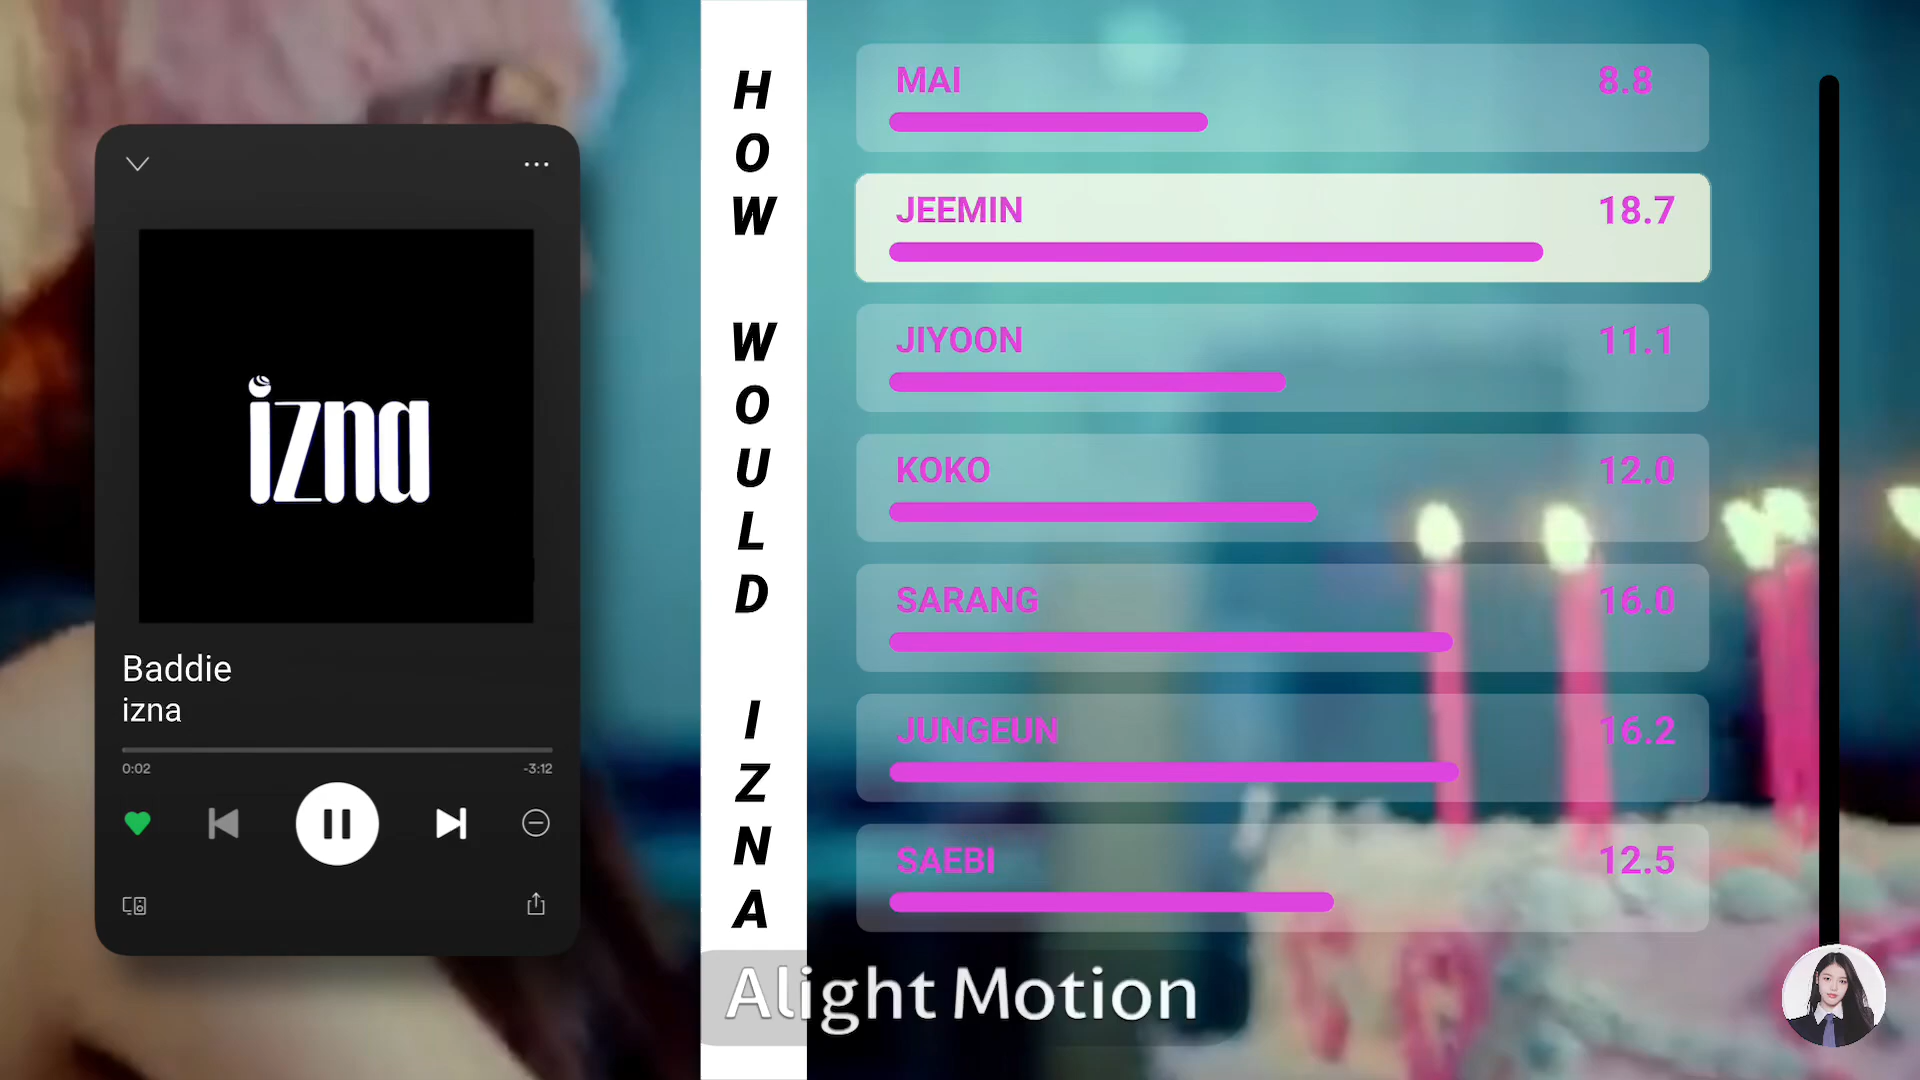 izna
Baddie
izna
0:02
-3:12
HOW WOULD IZNA
MAI 8.8
JEEMIN 18.7
JIYOON 11.1
KOKO 12.0
SARANG 16.0
JUNGEUN 16.2
SAEBI 12.5
Alight Motion